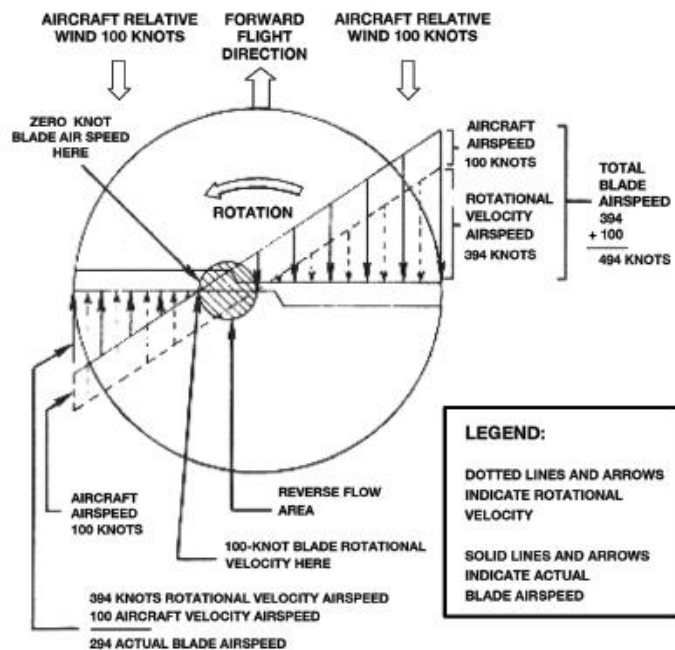 AIRCRAFT RELATIVE
WIND 100 KNOTS
FORWARD
FLIGHT
DIRECTION
AIRCRAFT RELATIVE
WIND 100 KNOTS
ZERO KNOT
BLADE AIR SPEED
HERE
ROTATION
AIRCRAFT
AIRSPEED
100 KNOTS
ROTATIONAL
VELOCITY
AIRSPEED
394 KNOTS
TOTAL
BLADE
AIRSPEED
394
+ 100
494 KNOTS
AIRCRAFT
AIRSPEED
100 KNOTS
REVERSE FLOW
AREA
100-KNOT BLADE ROTATIONAL
VELOCITY HERE
394 KNOTS ROTATIONAL VELOCITY AIRSPEED
100 AIRCRAFT VELOCITY AIRSPEED
294 ACTUAL BLADE AIRSPEED
LEGEND:
DOTTED LINES AND ARROWS
INDICATE ROTATIONAL
VELOCITY
SOLID LINES AND ARROWS
INDICATE ACTUAL
BLADE AIRSPEED